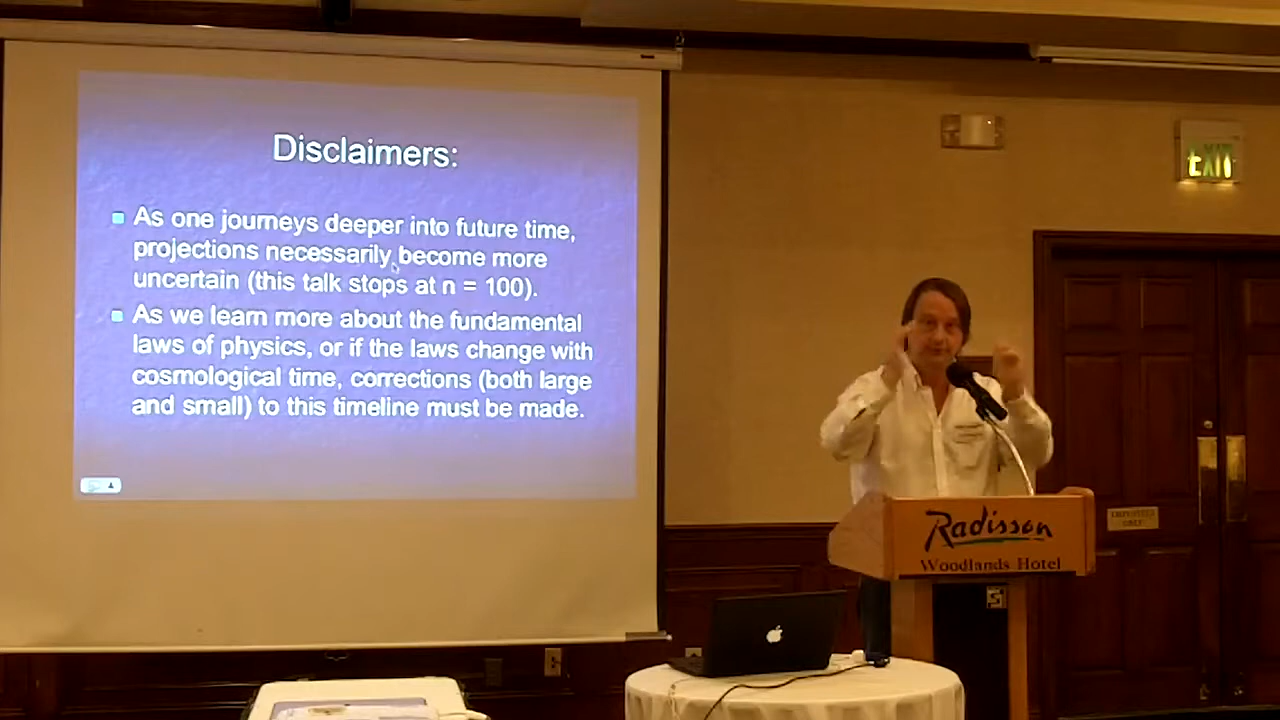 Disclaimers:
As one journeys deeper into future time,
projections necessarily become more
uncertain (this talk stops at n = 100).
As we learn more about the fundamental
laws of physics, or if the laws change with
cosmological time, corrections (both large
and small) to this timeline must be made.
EXIT
EMPLOYEES
ONLY
Radisson
Woodlands Hotel